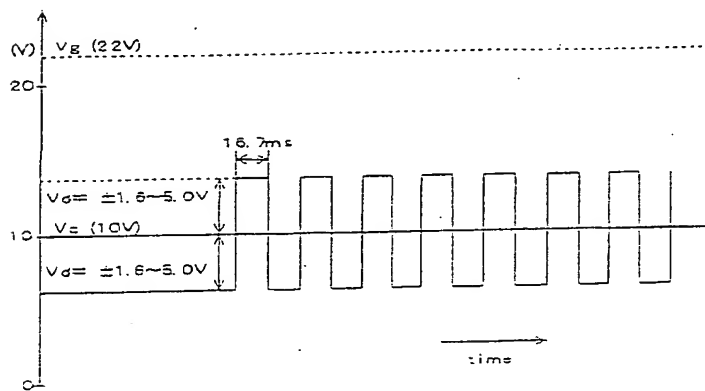 (V)
Vg (22V)
20
16.7ms
Vd= ±1.6~5.0V
Vc (10V)
10
Vd= ±1.6~5.0V
time
0